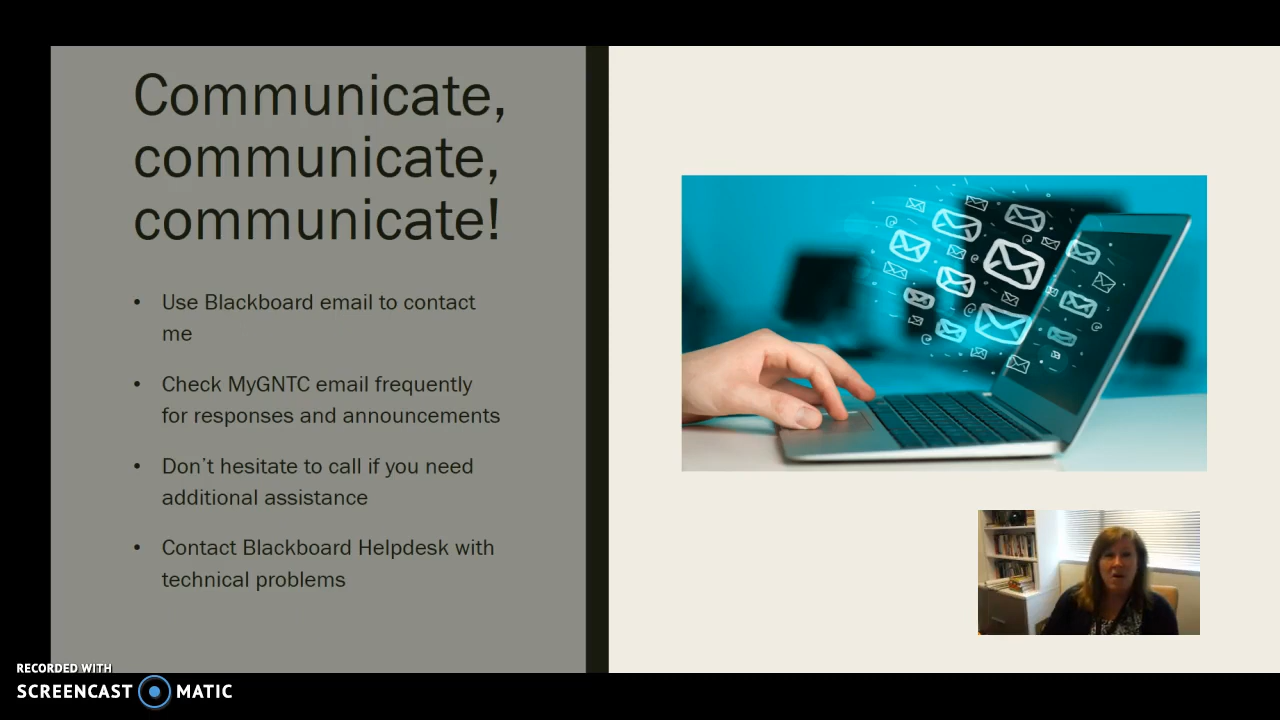 Communicate,
communicate,
communicate!
• Use Blackboard email to contact
me
• Check MyGNTC email frequently
for responses and announcements
• Don't hesitate to call if you need
additional assistance
• Contact Blackboard Helpdesk with
technical problems
RECORDED WITH
SCREENCAST MATIC